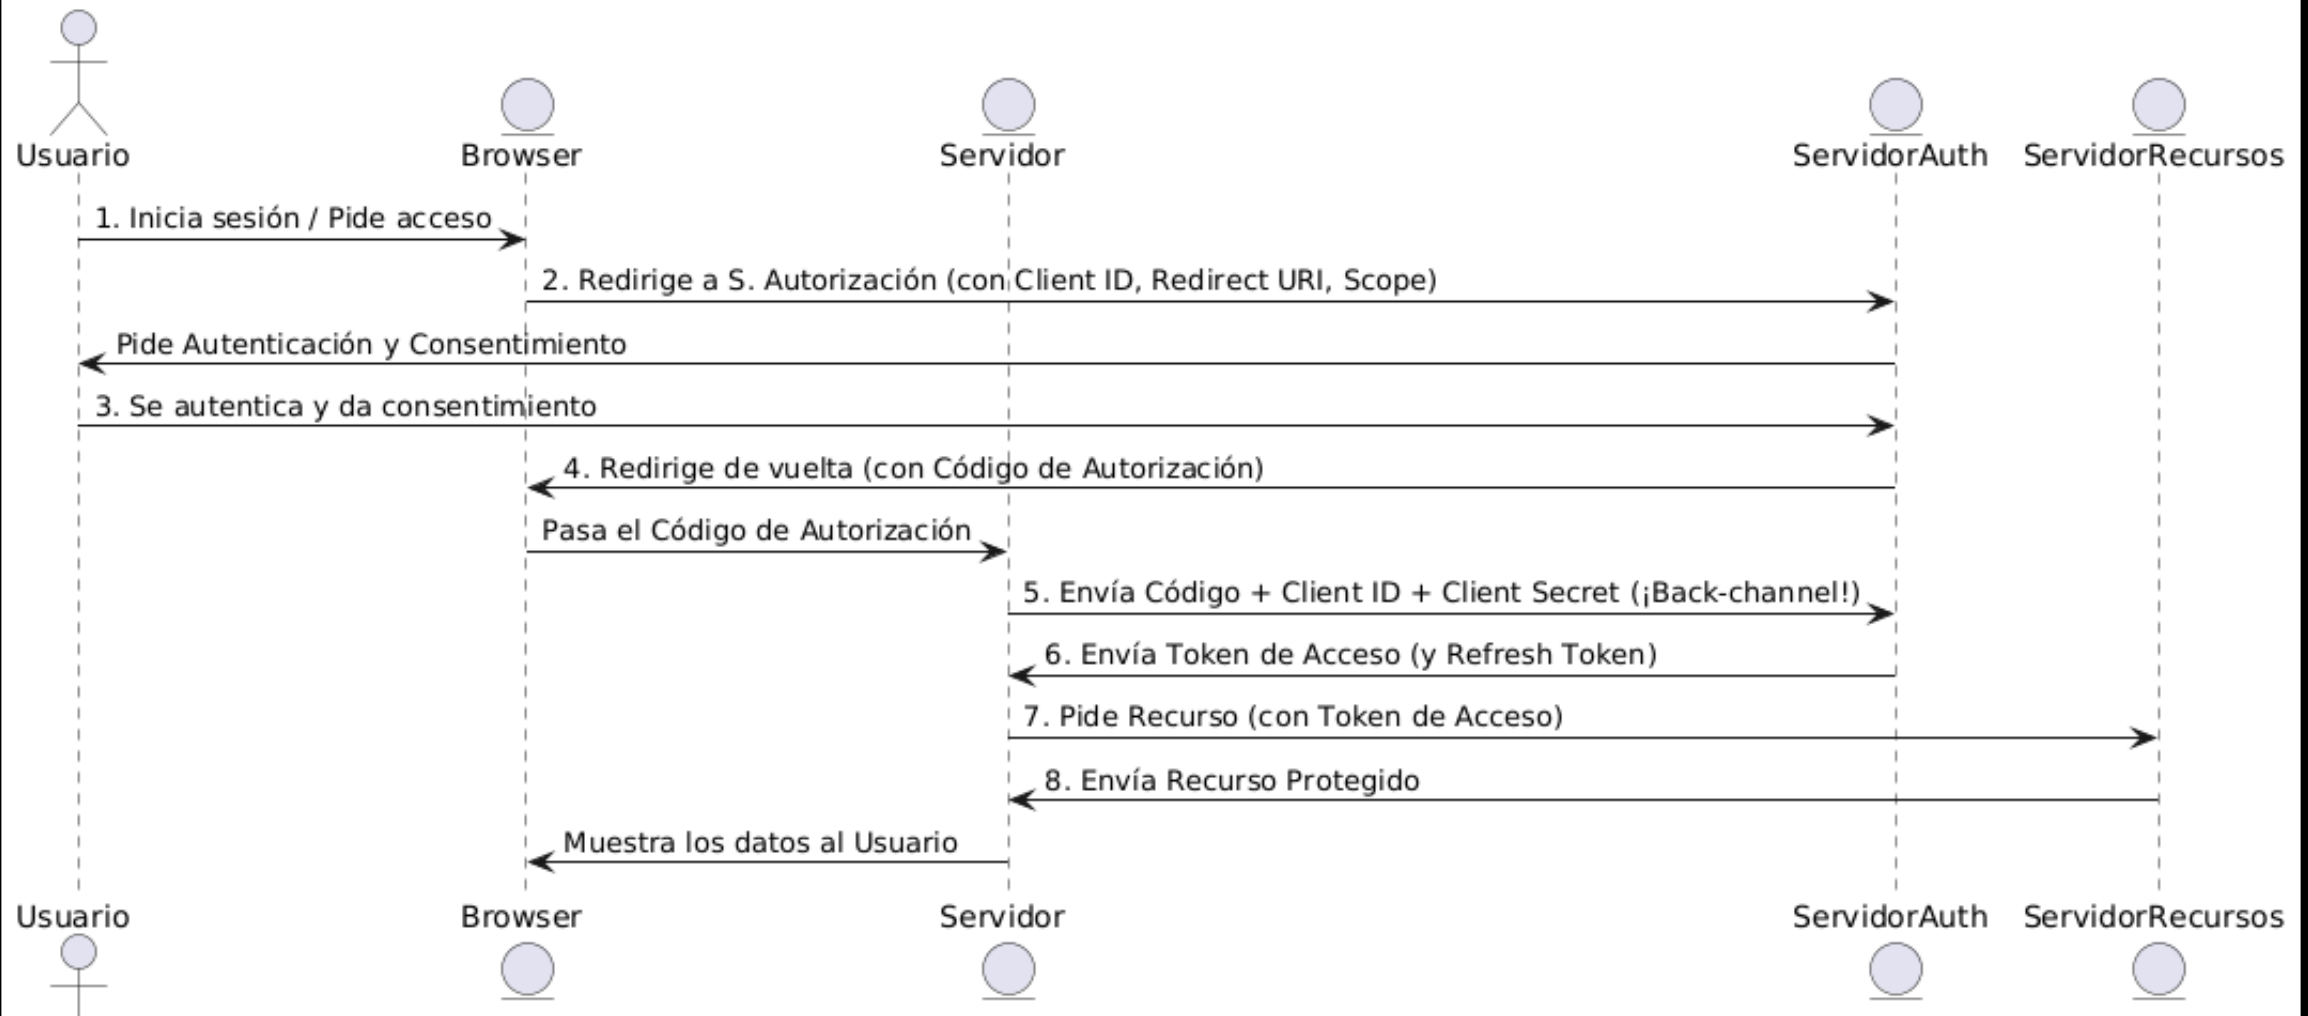 Usuario
Browser
Servidor
ServidorAuth
ServidorRecursos
1. Inicia sesión / Pide acceso
2. Redirige a S. Autorización (con Client ID, Redirect URI, Scope)
Pide Autenticación y Consentimiento
3. Se autentica y da consentimiento
4. Redirige de vuelta (con Código de Autorización)
Pasa el Código de Autorización
5. Envía Código + Client ID + Client Secret (¡Back-channel!)
6. Envía Token de Acceso (y Refresh Token)
7. Pide Recurso (con Token de Acceso)
8. Envía Recurso Protegido
Muestra los datos al Usuario
Usuario
Browser
Servidor
ServidorAuth
ServidorRecursos